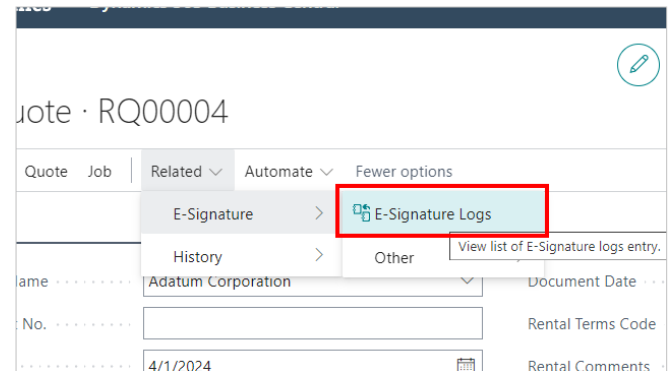 uote · RQ00004
Quote Job Related Automate Fewer options
E-Signature E-Signature Logs
View list of E-Signature logs entry.
History Other
ame Adatum Corporation Document Date
No. Rental Terms Code
4/1/2024 Rental Comments